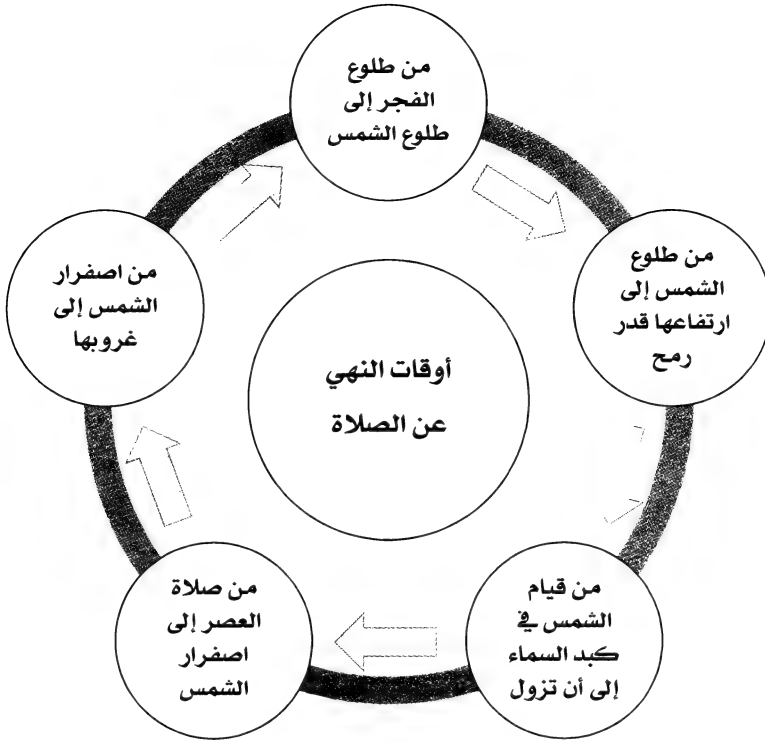 من طلوع
الفجر إلى
طلوع الشمس
من طلوع
الشمس إلى
ارتفاعها قدر
رمح
من قيام
الشمس في
كبد السماء
إلى أن تزول
من صلاة
العصر إلى
اصفرار
الشمس
من اصفرار
الشمس إلى
غروبها
أوقات النهي
عن الصلاة